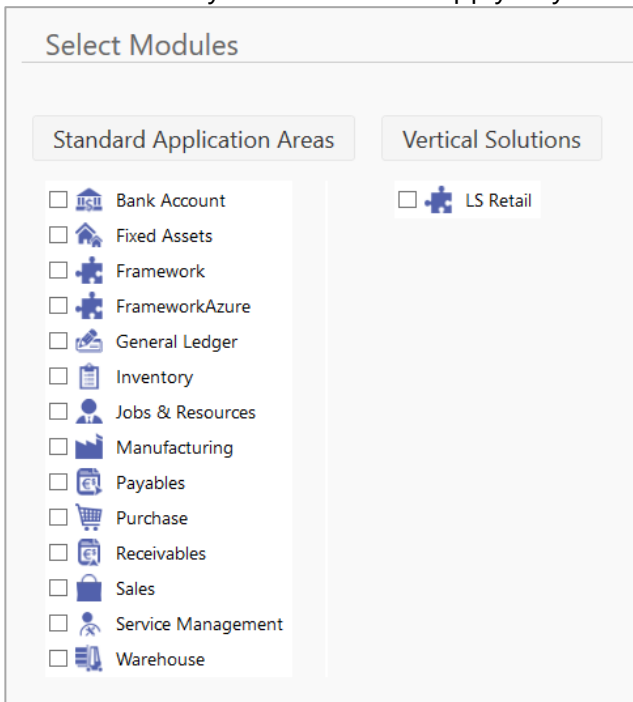 Select Modules
Standard Application Areas
Vertical Solutions
Bank Account
LS Retail
Fixed Assets
Framework
FrameworkAzure
General Ledger
Inventory
Jobs & Resources
Manufacturing
Payables
Purchase
Receivables
Sales
Service Management
Warehouse